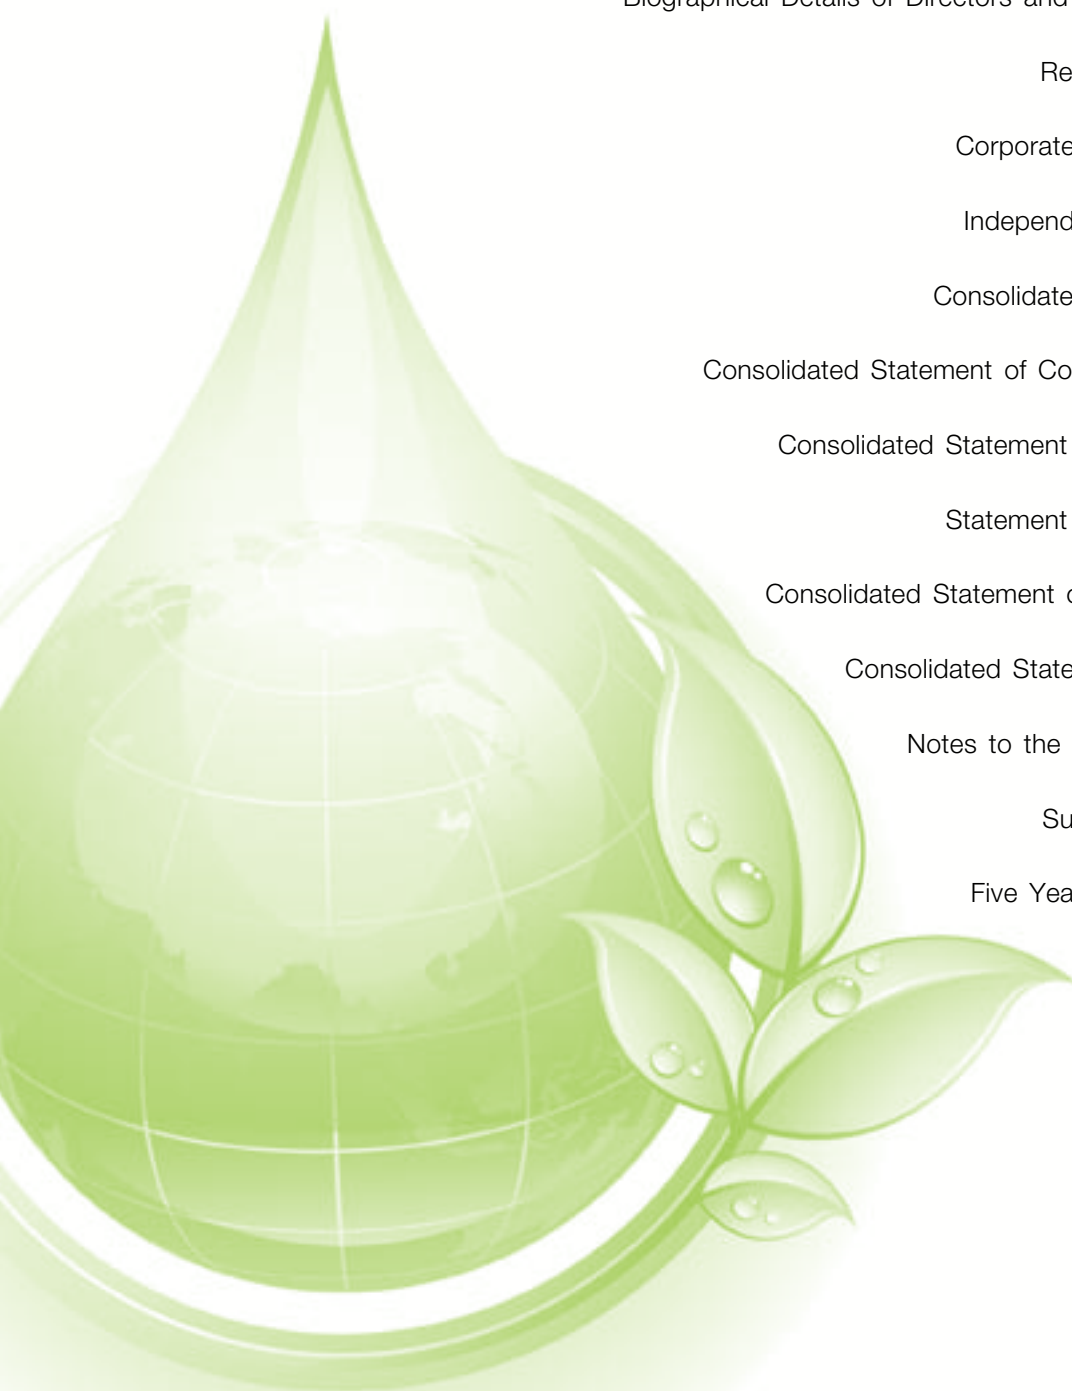 Biographical Details of Directors and
Re
Corporate
Independ
Consolidate
Consolidated Statement of Co
Consolidated Statement
Statement
Consolidated Statement o
Consolidated State
Notes to the
Su
Five Yea